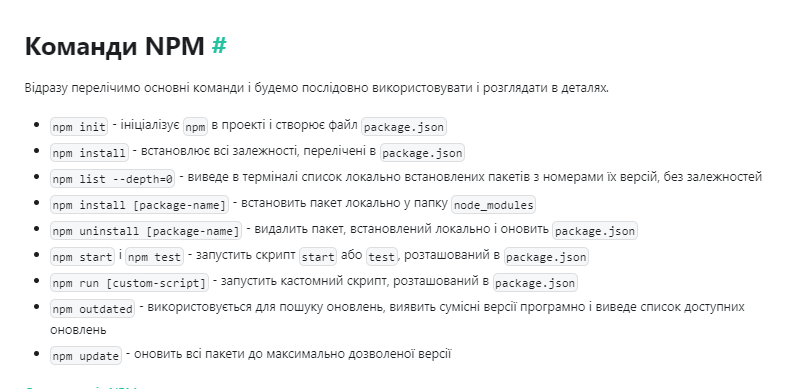 Команди NPM #
Відразу перелічимо основні команди і будемо послідовно використовувати і розглядати в деталях.
npm init - ініціалізує npm в проекті і створює файл package.json
npm install - встановлює всі залежності, перелічені в package.json
npm list --depth=0 - виведе в терміналі список локально встановлених пакетів з номерами їх версій, без залежностей
npm install [package-name] - встановить пакет локально у папку node_modules
npm uninstall [package-name] - видалить пакет, встановлений локально і оновить package.json
npm start і npm test - запустить скрипт start або test, розташований в package.json
npm run [custom-script] - запустить кастомний скрипт, розташований в package.json
npm outdated - використовується для пошуку оновлень, виявить сумісні версії програмно і виведе список доступних
оновлень
npm update - оновить всі пакети до максимально дозволеної версії